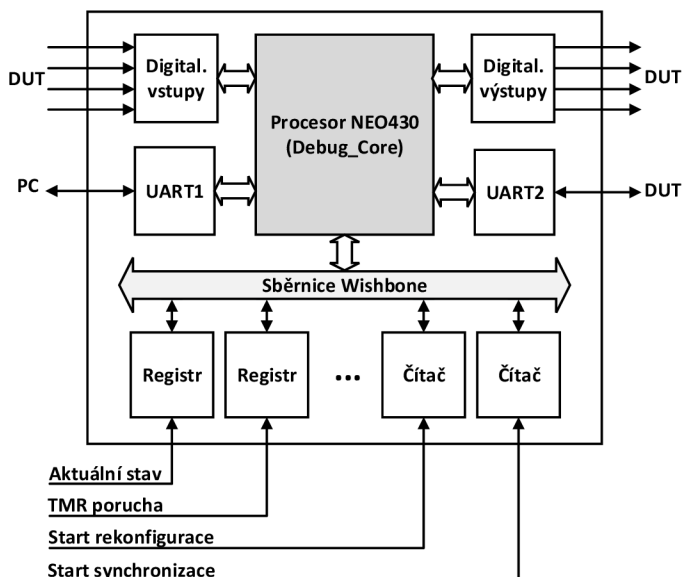 DUT
Digital.
vstupy
Procesor NEO430
(Debug_Core)
Digital.
výstupy
DUT
PC
UART1
UART2
DUT
Sběrnice Wishbone
Registr
Registr
...
Čítač
Čítač
Aktuální stav
TMR porucha
Start rekonfigurace
Start synchronizace